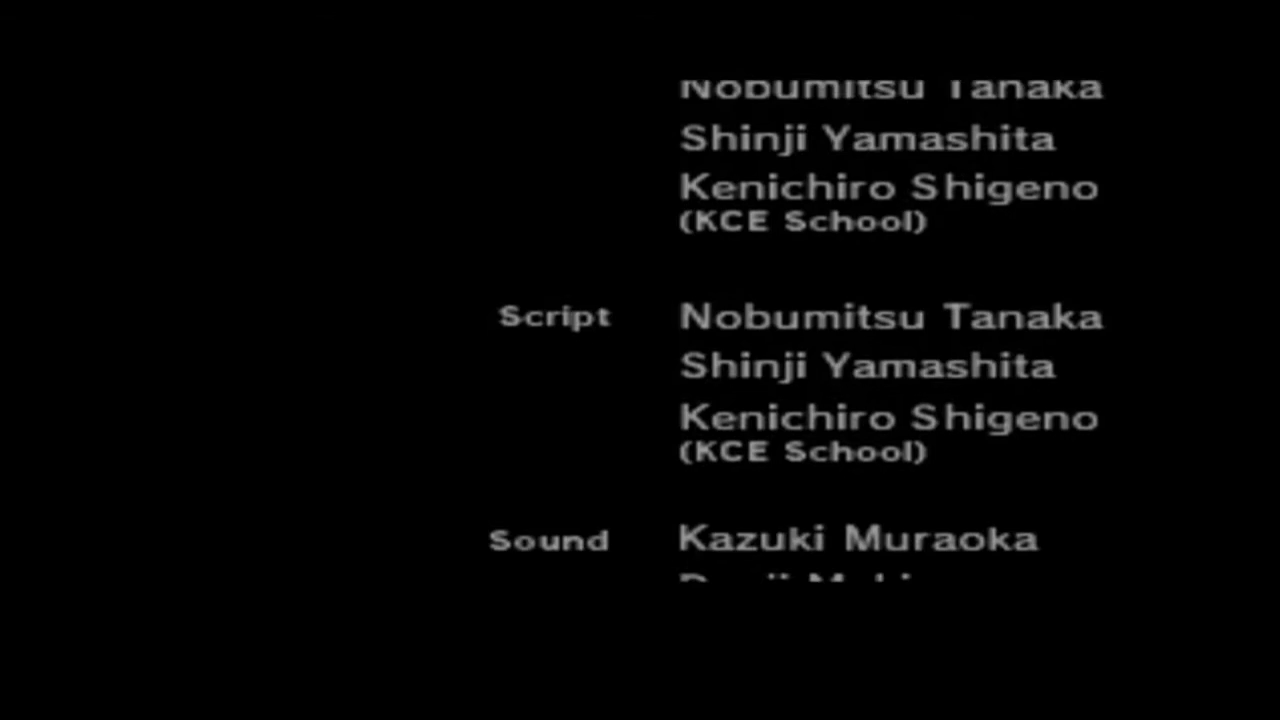 Nobumitsu Tanaka
Shinji Yamashita
Kenichiro Shigeno
(KCE School)
Script Nobumitsu Tanaka
Shinji Yamashita
Kenichiro Shigeno
(KCE School)
Sound Kazuki Muraoka